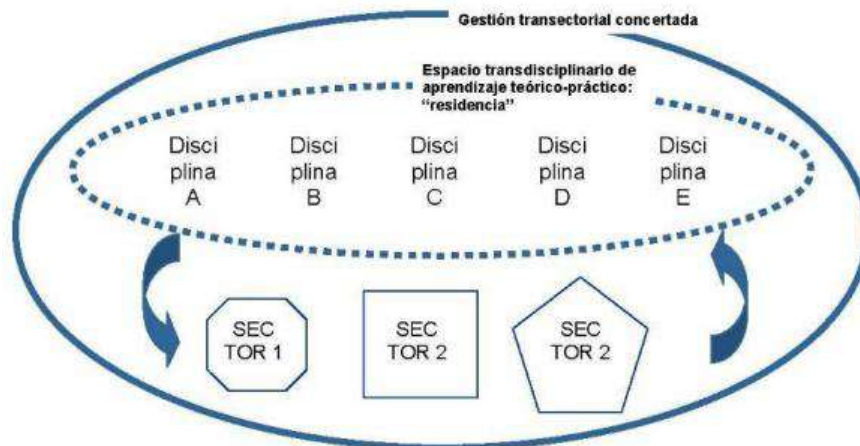 Gestión transectorial concertada
Espacio transdisciplinario de
aprendizaje teórico-práctico:
“residencia”
Disci
plina
A
Disci
plina
B
Disci
plina
C
Disci
plina
D
Disci
plina
E
SEC
TOR 1
SEC
TOR 2
SEC
TOR 2